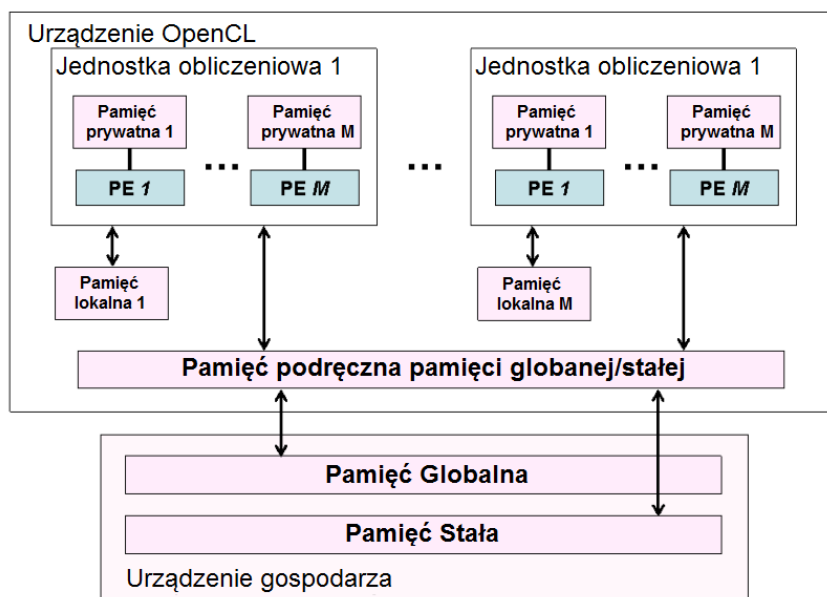 Urządzenie OpenCL
Jednostka obliczeniowa 1
Jednostka obliczeniowa 1
Pamięć
prywatna 1
Pamięć
prywatna M
Pamięć
prywatna 1
Pamięć
prywatna M
...
...
...
PE 1
PE M
PE 1
PE M
Pamięć
lokalna 1
Pamięć
lokalna M
Pamięć podręczna pamięci globanej/stałej
Pamięć Globalna
Pamięć Stała
Urządzenie gospodarza